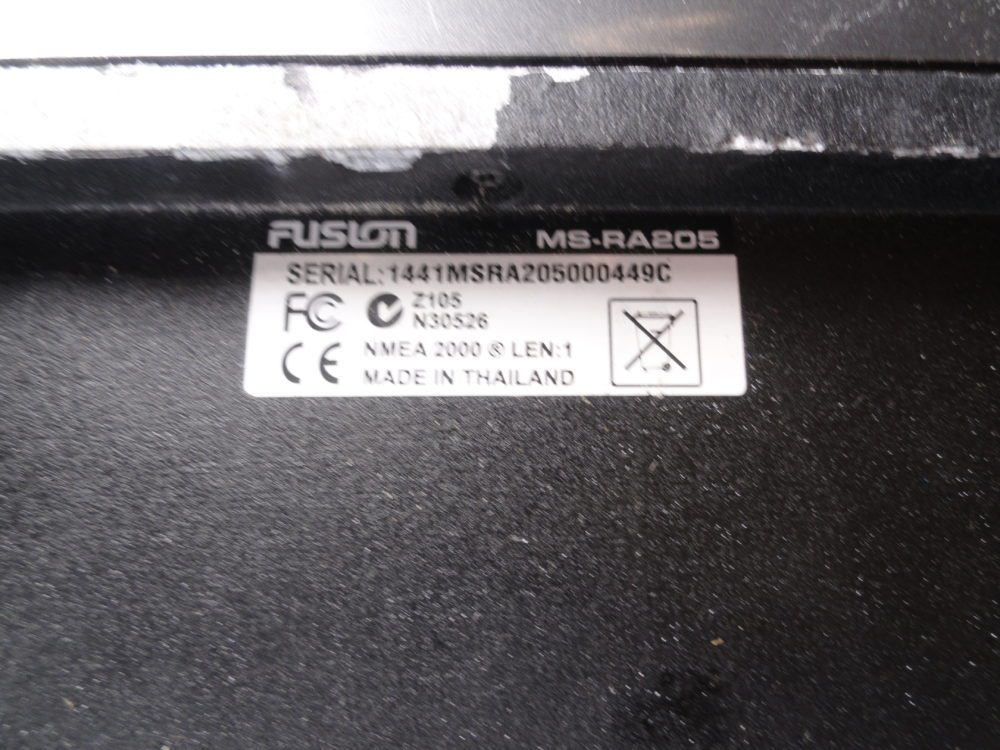 FUSION MS-RA205
SERIAL:1441MSRA205000449C
FC Z105
N30526
CE NMEA 2000 ® LEN:1
MADE IN THAILAND